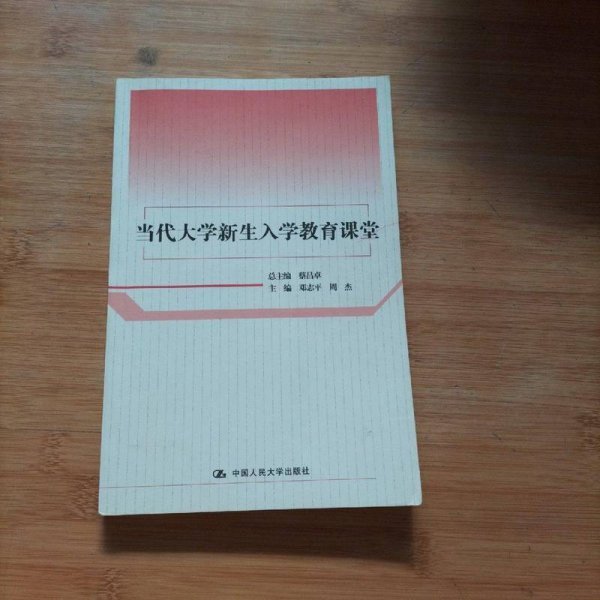 当代大学新生入学教育课堂
总主编 蔡昌卓
主 编 邓志平 周 杰
中国人民大学出版社